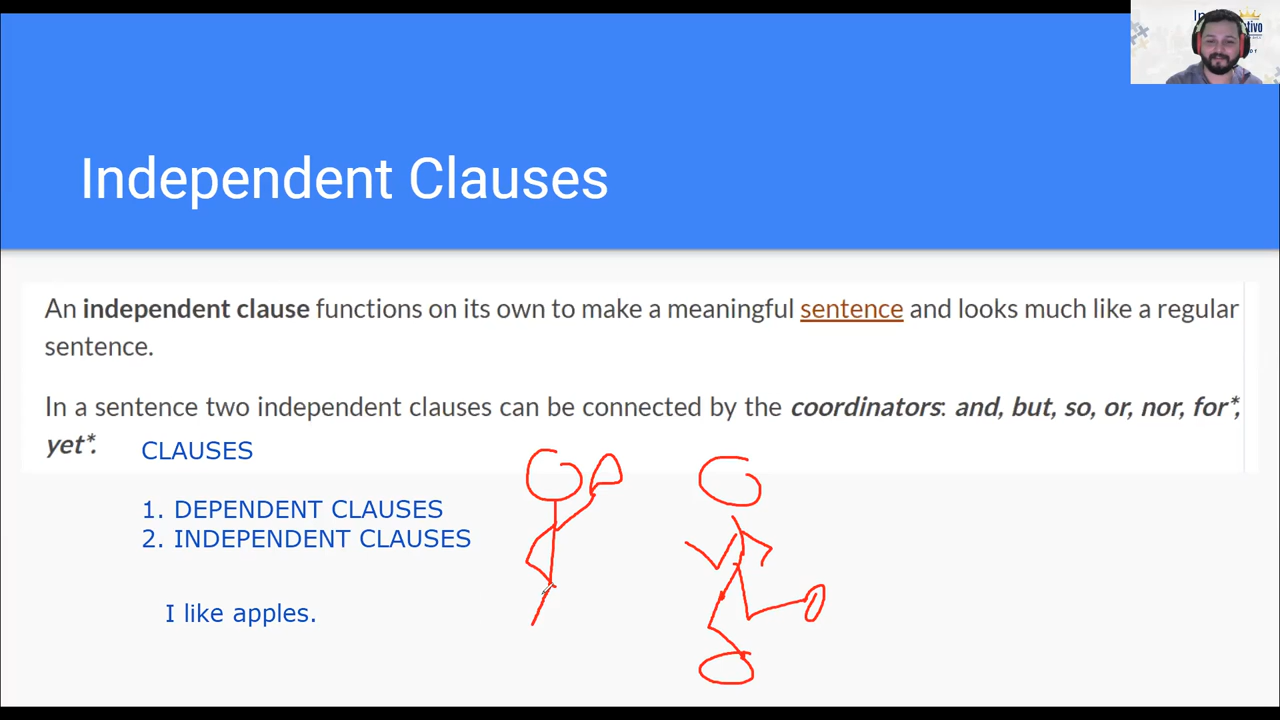 Independent Clauses
An independent clause functions on its own to make a meaningful sentence and looks much like a regular
sentence.
In a sentence two independent clauses can be connected by the coordinators: and, but, so, or, nor, for*,
yet*.
CLAUSES
1. DEPENDENT CLAUSES
2. INDEPENDENT CLAUSES
I like apples.